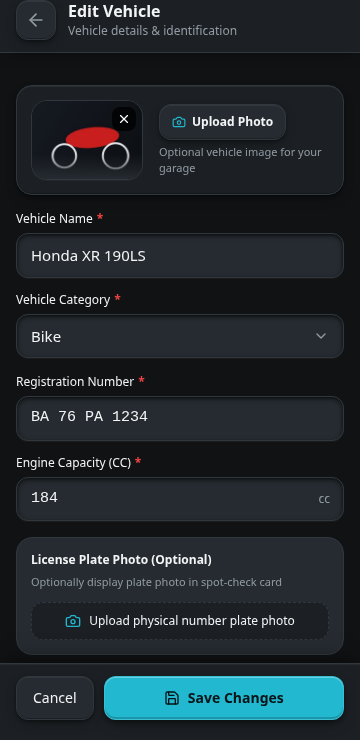 Edit Vehicle
Vehicle details & identification
Upload Photo
Optional vehicle image for your
garage
Vehicle Name *
Honda XR 190LS
Vehicle Category *
Bike
Registration Number *
BA 76 PA 1234
Engine Capacity (CC) *
184 cc
License Plate Photo (Optional)
Optionally display plate photo in spot-check card
Upload physical number plate photo
Cancel Save Changes